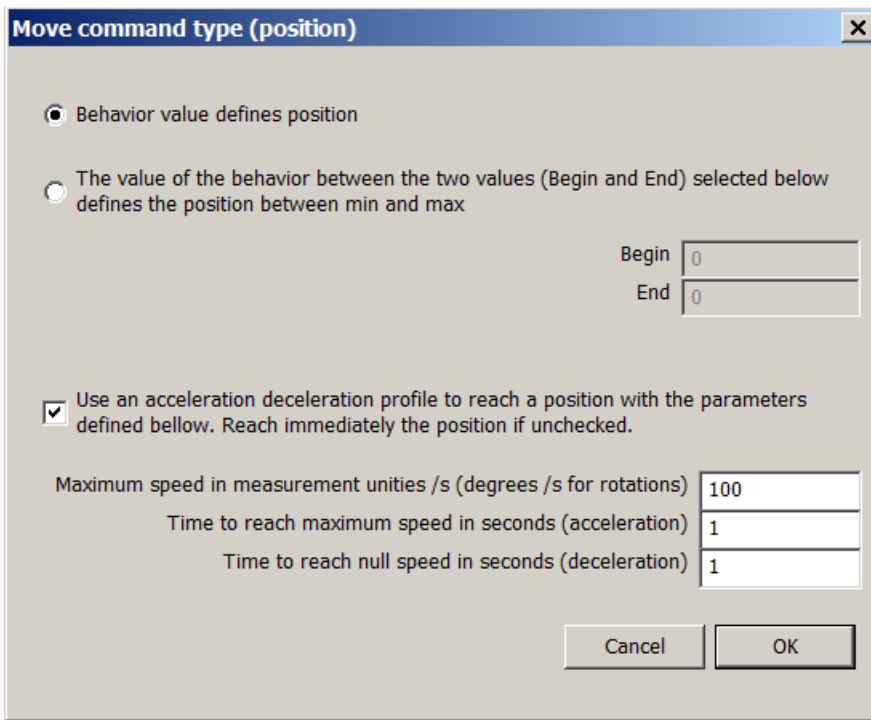 Move command type (position)
Behavior value defines position
The value of the behavior between the two values (Begin and End) selected below
defines the position between min and max
Begin 0
End 0
Use an acceleration deceleration profile to reach a position with the parameters
defined bellow. Reach immediately the position if unchecked.
Maximum speed in measurement unities /s (degrees /s for rotations) 100
Time to reach maximum speed in seconds (acceleration) 1
Time to reach null speed in seconds (deceleration) 1
Cancel OK